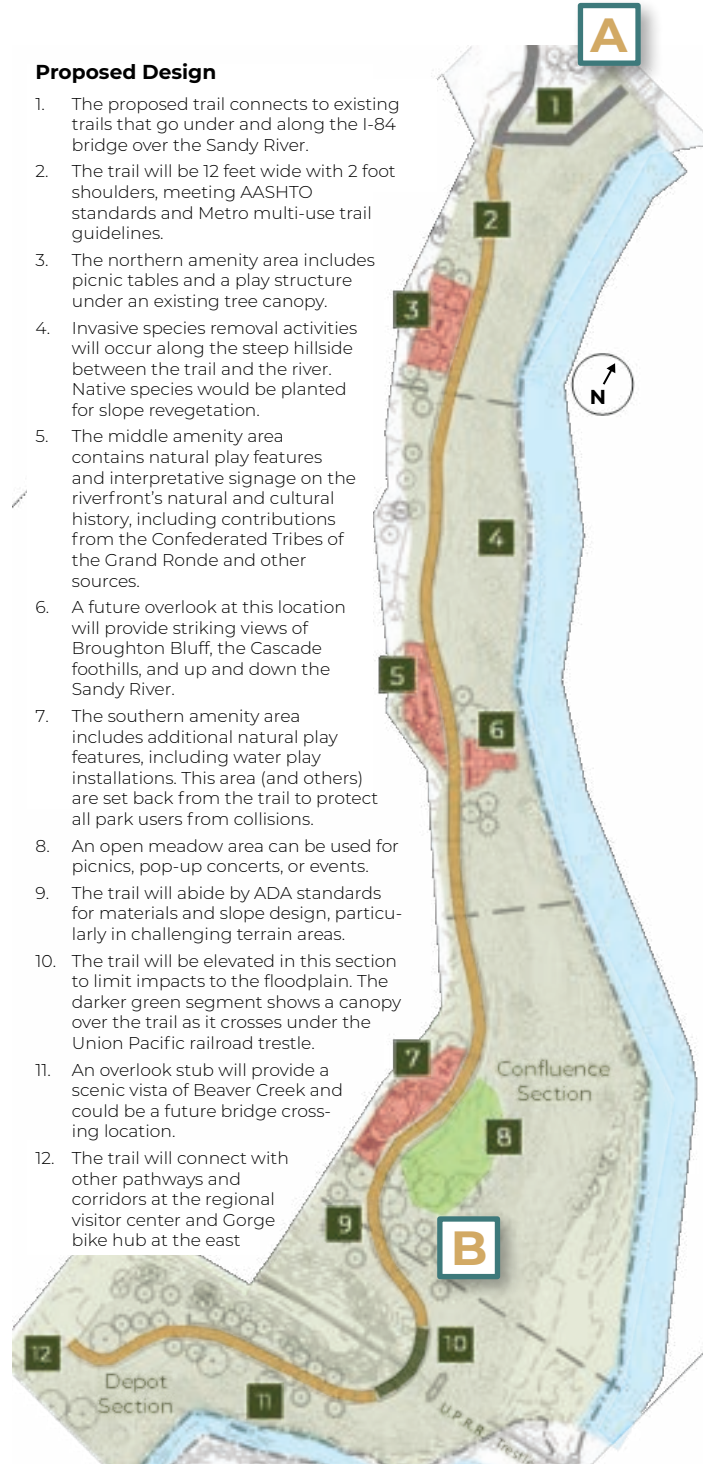 A
Proposed Design
1. The proposed trail connects to existing
trails that go under and along the I-84
bridge over the Sandy River.
2. The trail will be 12 feet wide with 2 foot
shoulders, meeting AASHTO
standards and Metro multi-use trail
guidelines.
3. The northern amenity area includes
picnic tables and a play structure
under an existing tree canopy.
4. Invasive species removal activities
will occur along the steep hillside
between the trail and the river.
Native species would be planted
for slope revegetation.
5. The middle amenity area
contains natural play features
and interpretative signage on the
riverfront's natural and cultural
history, including contributions
from the Confederated Tribes of
the Grand Ronde and other
sources.
6. A future overlook at this location
will provide striking views of
Broughton Bluff, the Cascade
foothills, and up and down the
Sandy River.
7. The southern amenity area
includes additional natural play
features, including water play
installations. This area (and others)
are set back from the trail to protect
all park users from collisions.
8. An open meadow area can be used for
picnics, pop-up concerts, or events.
9. The trail will abide by ADA standards
for materials and slope design, particu-
larly in challenging terrain areas.
10. The trail will be elevated in this section
to limit impacts to the floodplain. The
darker green segment shows a canopy
over the trail as it crosses under the
Union Pacific railroad trestle.
11. An overlook stub will provide a
scenic vista of Beaver Creek and
could be a future bridge cross-
ing location.
12. The trail will connect with
other pathways and
corridors at the regional
visitor center and Gorge
bike hub at the east
1
2
3
N
4
5
6
7
Confluence
Section
8
9
B
10
12
Depot
Section
11
U.P.R.R. Trestle